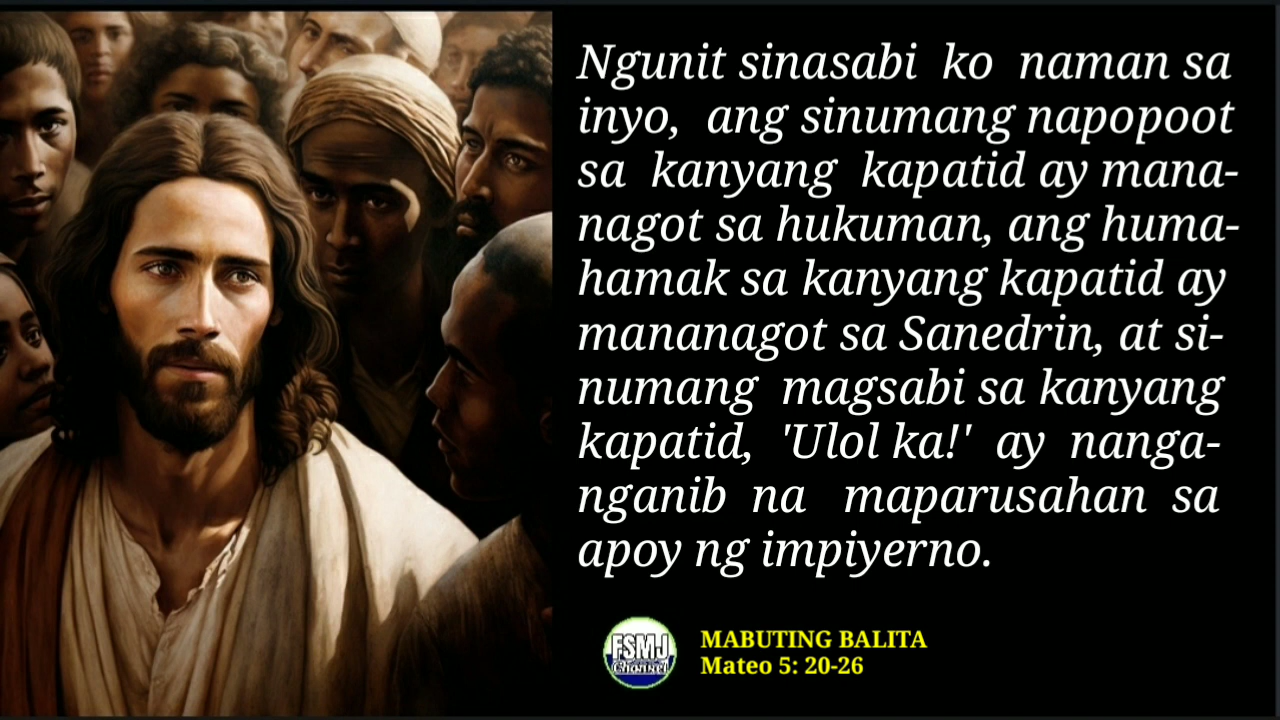 Ngunit sinasabi ko naman sa
inyo, ang sinumang napopoot
sa kanyang kapatid ay mana-
nagot sa hukuman, ang huma-
hamak sa kanyang kapatid ay
mananagot sa Sanedrin, at si-
numang magsabi sa kanyang
kapatid, 'Ulol ka!' ay nanga-
nganib na maparusahan sa
apoy ng impiyerno.
FSMJ
Channel
MABUTING BALITA
Mateo 5: 20-26